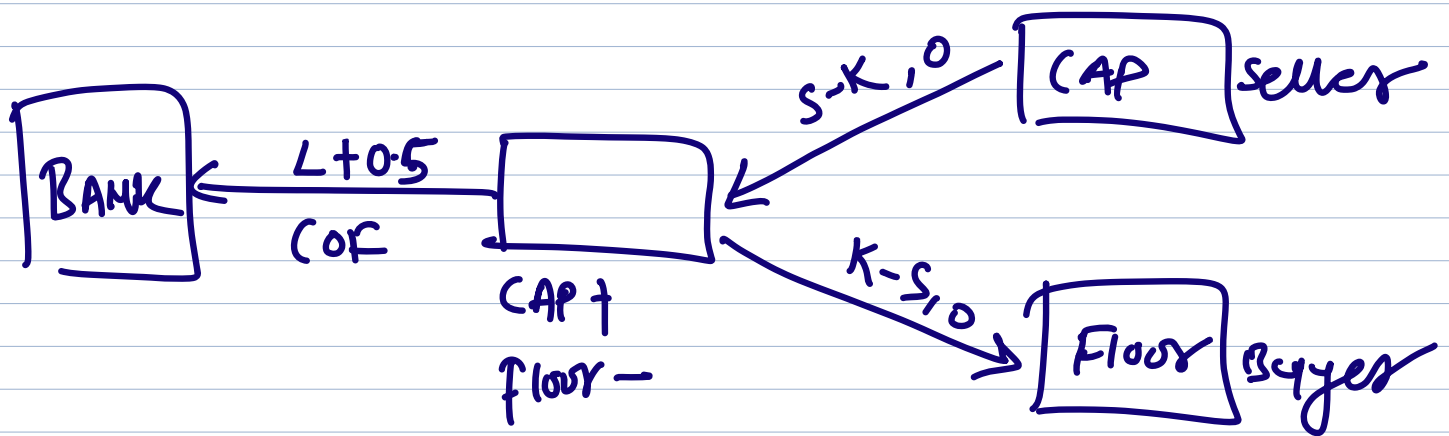 BANK
L+0.5
COF
CAP +
Floor -
S-K, 0
CAP Seller
K-S, 0
Floor Buyer